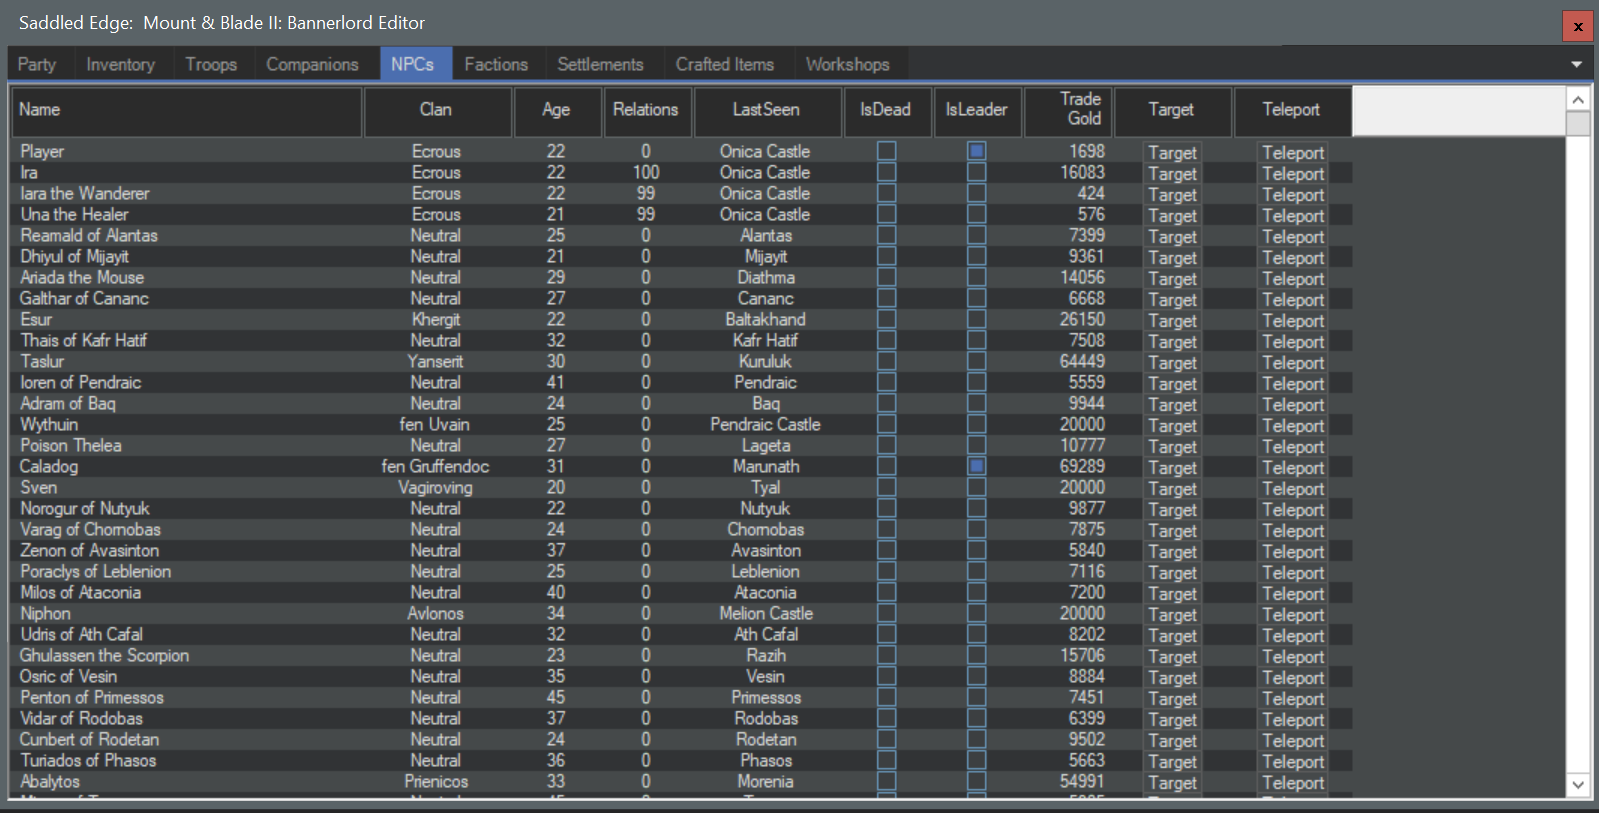 Saddled Edge: Mount & Blade II: Bannerlord Editor
x
Party Inventory Troops Companions NPCs Factions Settlements Crafted Items Workshops
Name Clan Age Relations LastSeen IsDead IsLeader Trade Gold Target Teleport
Player Ecrous 22 0 Onica Castle 1698 Target Teleport
Ira Ecrous 22 100 Onica Castle 16083 Target Teleport
Iara the Wanderer Ecrous 22 99 Onica Castle 424 Target Teleport
Una the Healer Ecrous 21 99 Onica Castle 576 Target Teleport
Reamald of Alantas Neutral 25 0 Alantas 7399 Target Teleport
Dhiyul of Mijayit Neutral 21 0 Mijayit 9361 Target Teleport
Ariada the Mouse Neutral 29 0 Diathma 14056 Target Teleport
Galthar of Cananc Neutral 27 0 Cananc 6668 Target Teleport
Esur Khergit 22 0 Baltakhand 26150 Target Teleport
Thais of Kafr Hatif Neutral 32 0 Kafr Hatif 7508 Target Teleport
Taslur Yanserit 30 0 Kuruluk 64449 Target Teleport
Ioren of Pendraic Neutral 41 0 Pendraic 5559 Target Teleport
Adram of Baq Neutral 24 0 Baq 9944 Target Teleport
Wythuin fen Uvain 25 0 Pendraic Castle 20000 Target Teleport
Poison Thelea Neutral 27 0 Lageta 10777 Target Teleport
Caladog fen Gruffendoc 31 0 Marunath 69289 Target Teleport
Sven Vagiroving 20 0 Tyal 20000 Target Teleport
Norogur of Nutyuk Neutral 22 0 Nutyuk 9877 Target Teleport
Varag of Chornobas Neutral 24 0 Chornobas 7875 Target Teleport
Zenon of Avasinton Neutral 37 0 Avasinton 5840 Target Teleport
Poraclys of Leblenion Neutral 25 0 Leblenion 7116 Target Teleport
Milos of Ataconia Neutral 40 0 Ataconia 7200 Target Teleport
Niphon Avlonos 34 0 Melion Castle 20000 Target Teleport
Udris of Ath Cafal Neutral 32 0 Ath Cafal 8202 Target Teleport
Ghulassen the Scorpion Neutral 23 0 Razih 15706 Target Teleport
Osric of Vesin Neutral 35 0 Vesin 8884 Target Teleport
Penton of Primessos Neutral 45 0 Primessos 7451 Target Teleport
Vidar of Rodobas Neutral 37 0 Rodobas 6399 Target Teleport
Cunbert of Rodetan Neutral 24 0 Rodetan 9502 Target Teleport
Turiados of Phasos Neutral 36 0 Phasos 5663 Target Teleport
Abalytos Prienicos 33 0 Morenia 54991 Target Teleport